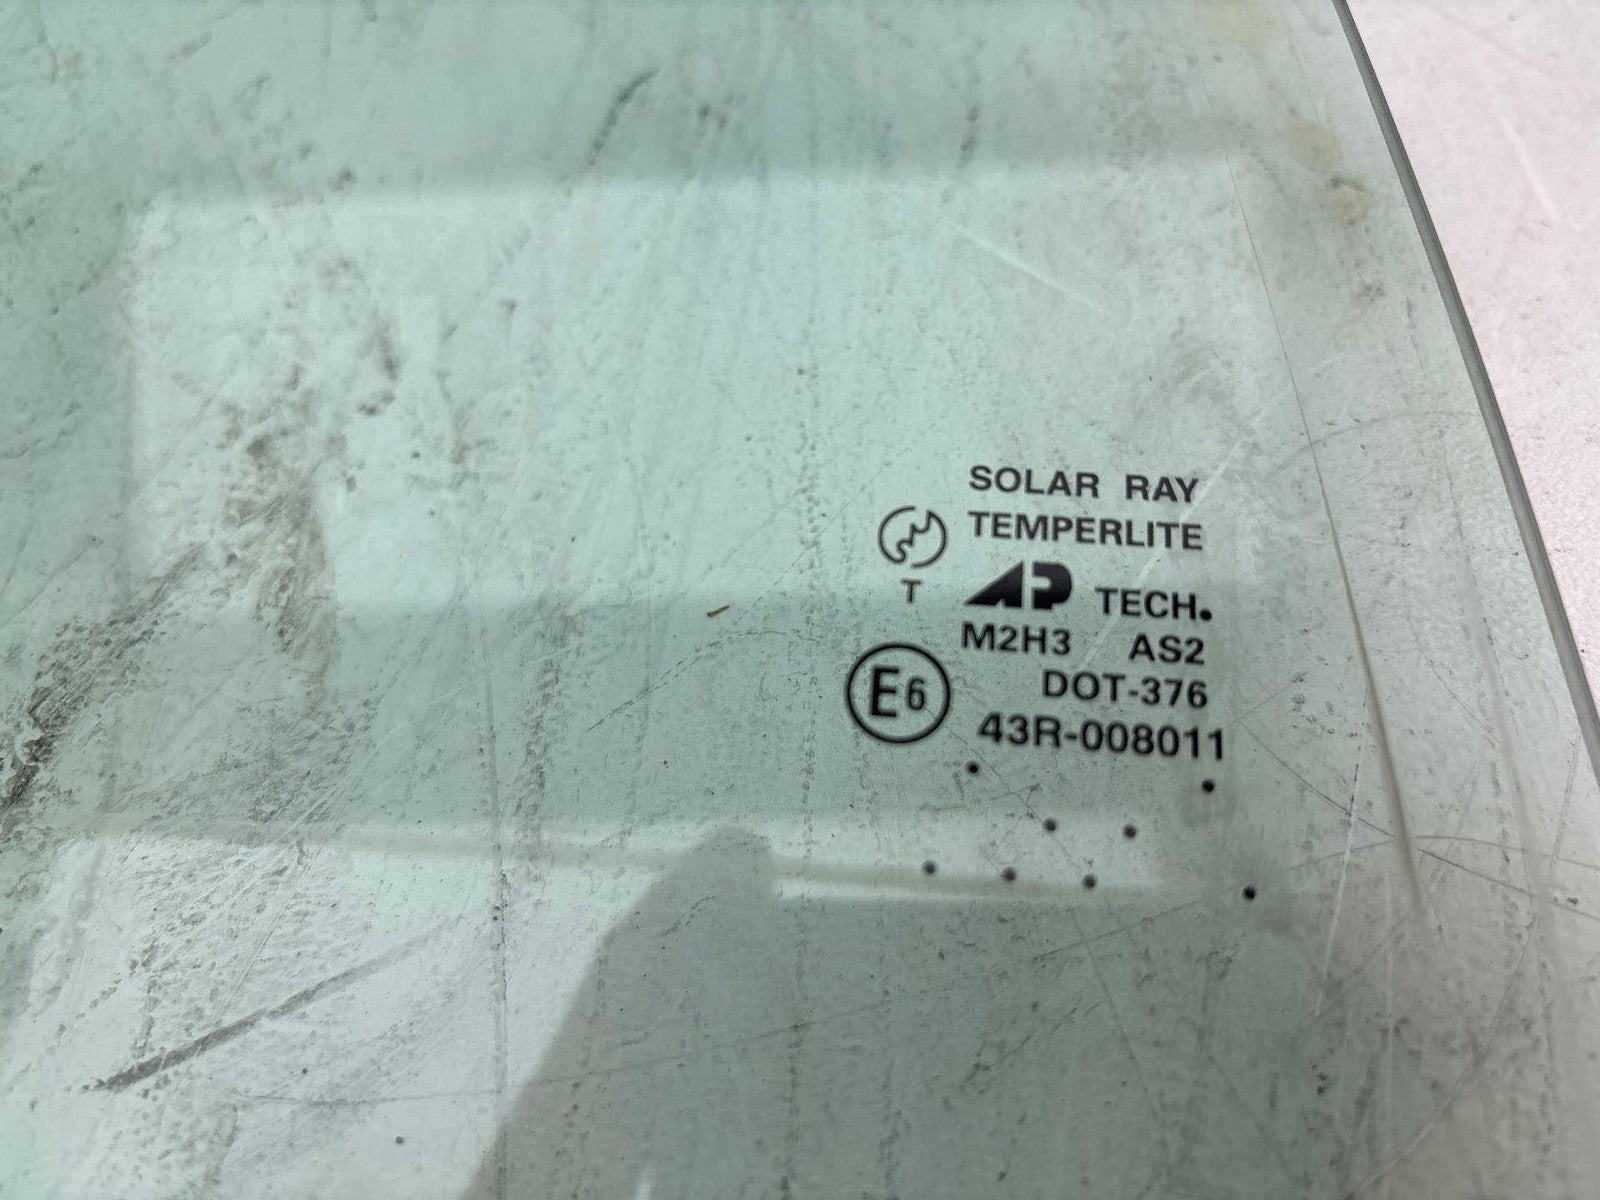 SOLAR RAY
TEMPERLITE
T
AP TECH.
M2H3 AS2
DOT-376
E6
43R-008011